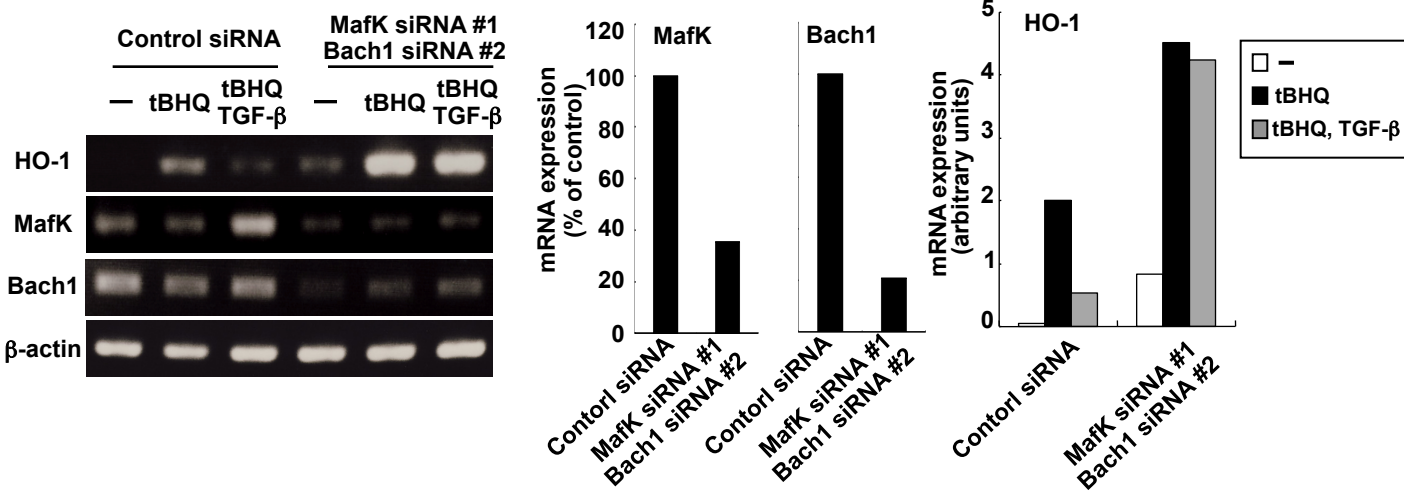 Control siRNA
MafK siRNA #1
Bach1 siRNA #2
–
tBHQ
tBHQ
TGF-β
–
tBHQ
tBHQ
TGF-β
HO-1
MafK
Bach1
β-actin
mRNA expression
(% of control)
120
100
80
60
40
20
0
MafK
Contorl siRNA
MafK siRNA #1
Bach1 siRNA #2
Bach1
Contorl siRNA
MafK siRNA #1
Bach1 siRNA #2
mRNA expression
(arbitrary units)
5
4
3
2
1
0
HO-1
Contorl siRNA
MafK siRNA #1
Bach1 siRNA #2
–
tBHQ
tBHQ, TGF-β